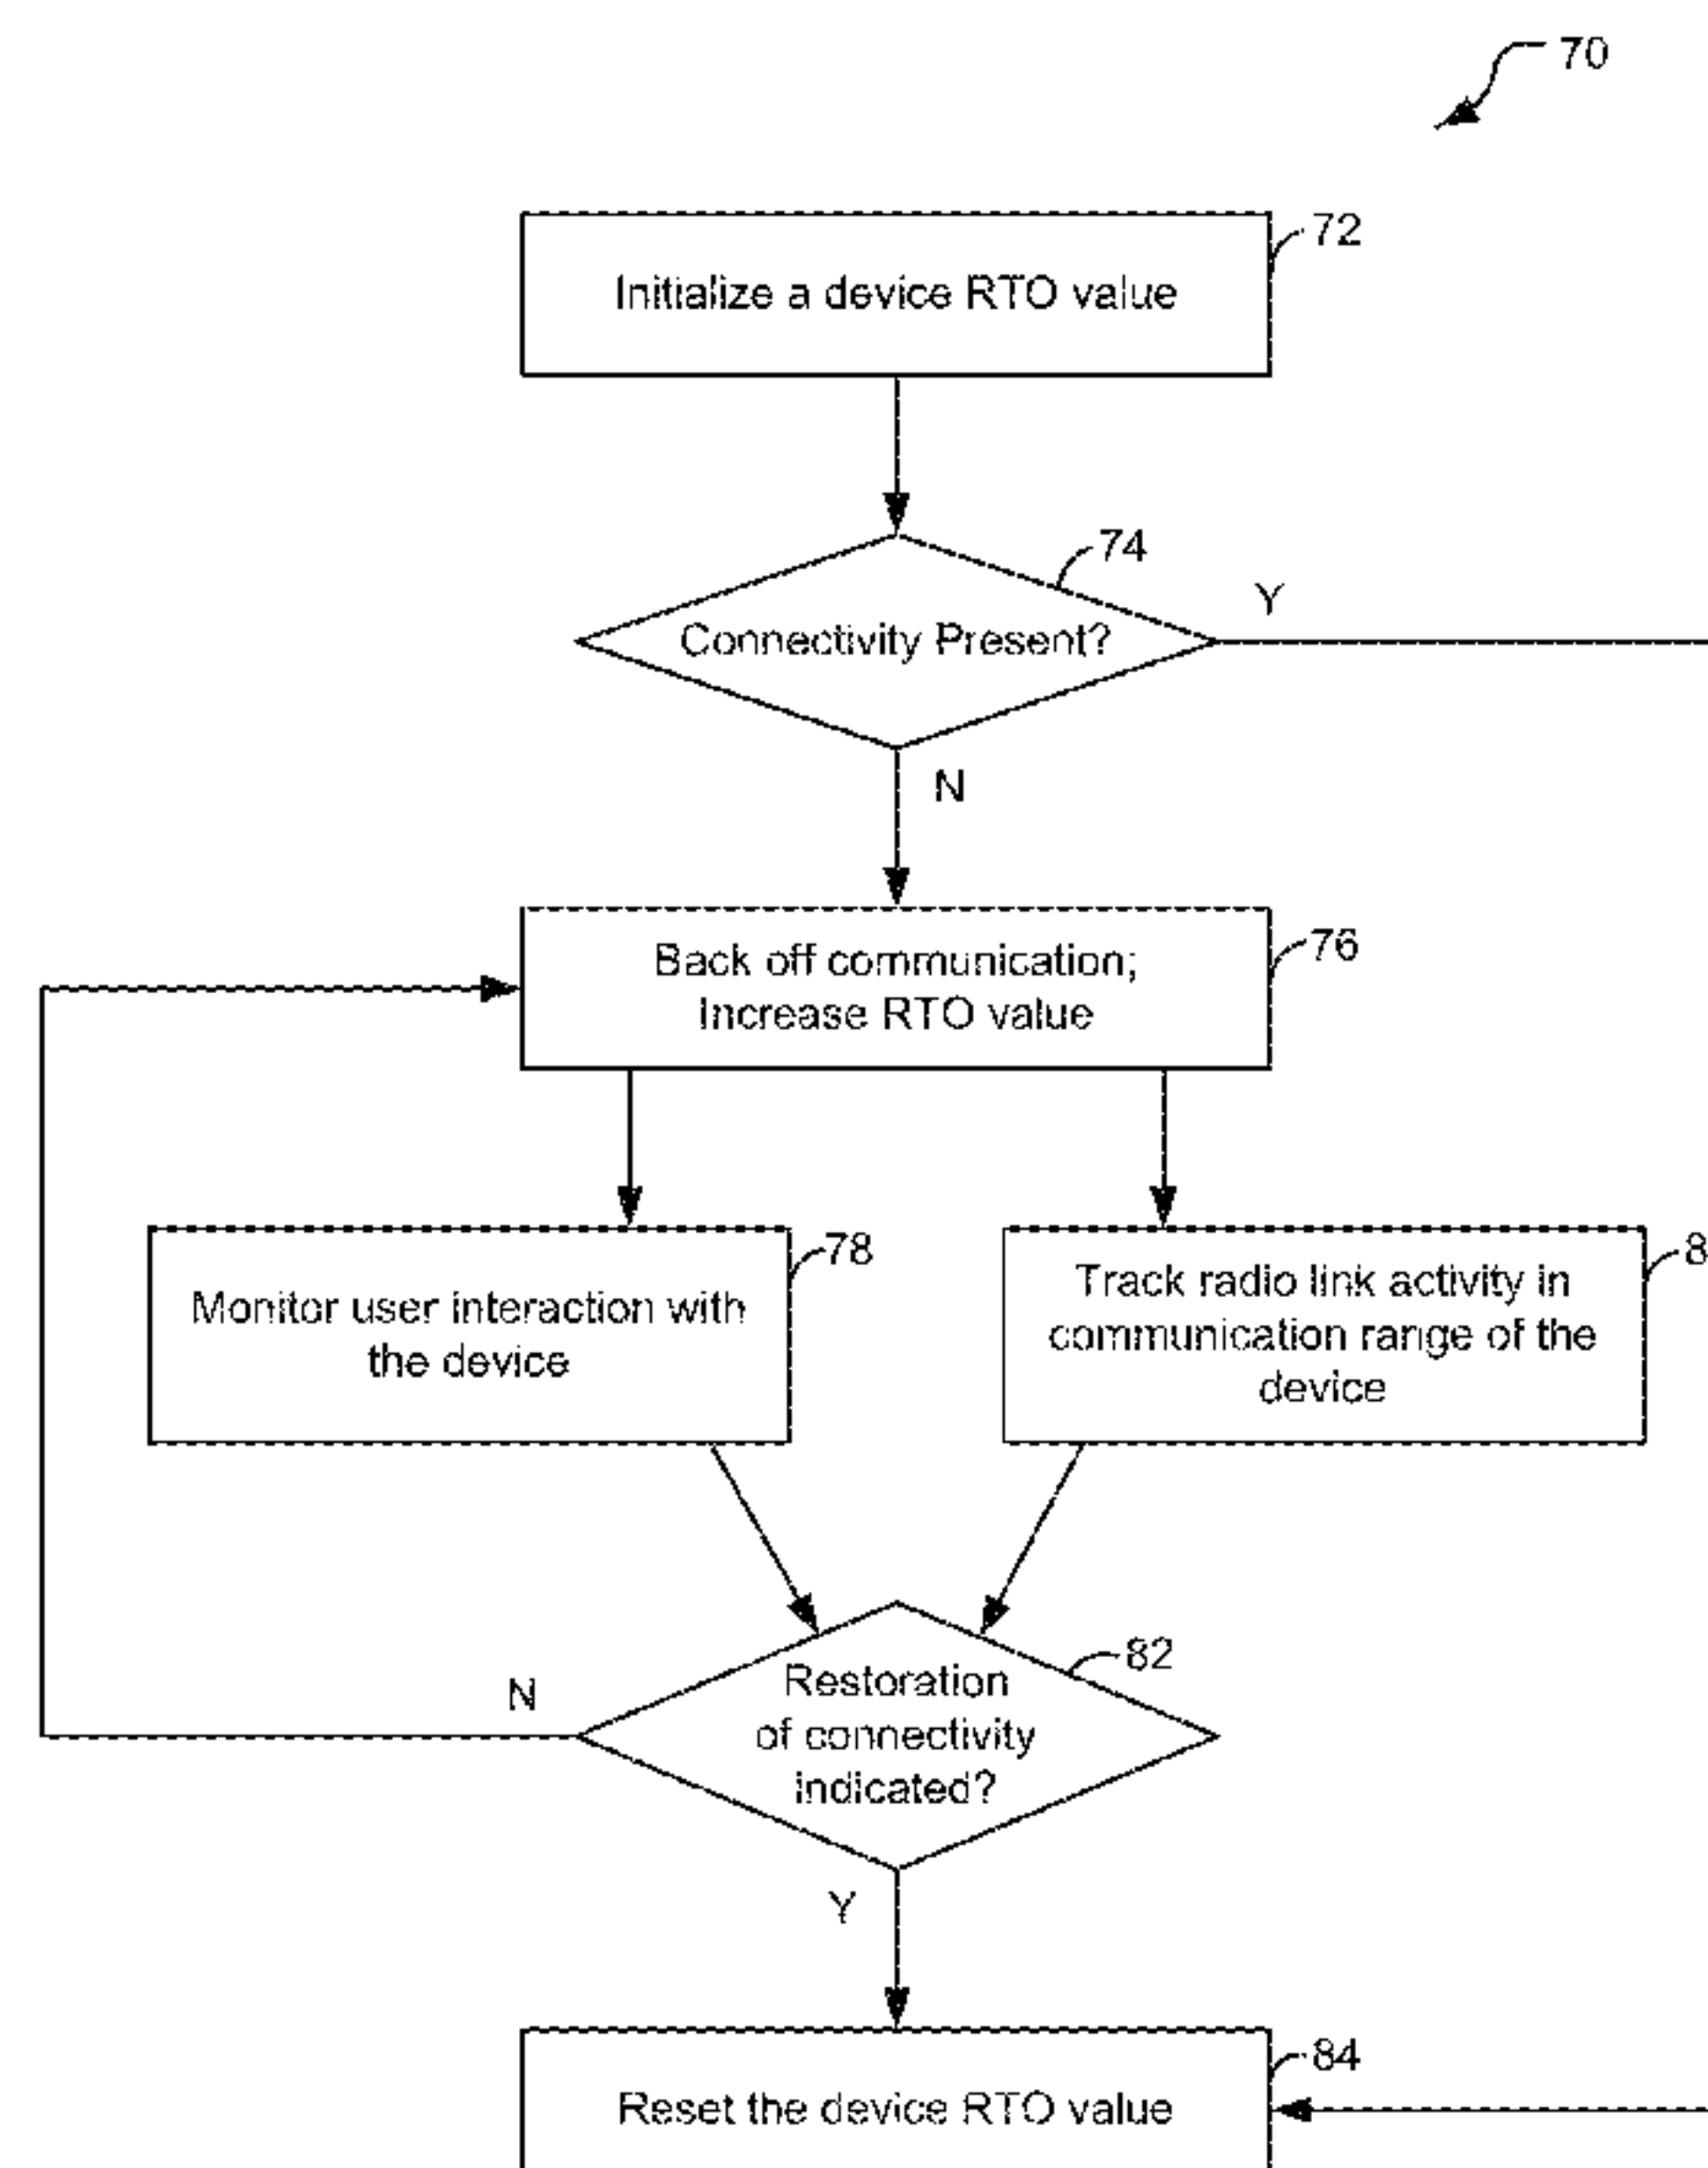 70
72
Initialize a device RTO value
74
Y
Connectivity Present?
N
76
Back off communication;
Increase RTO value
78
8
Monitor user interaction with
the device
Track radio link activity in
communication range of the
device
82
Restoration
of connectivity
indicated?
N
Y
84
Reset the device RTO value